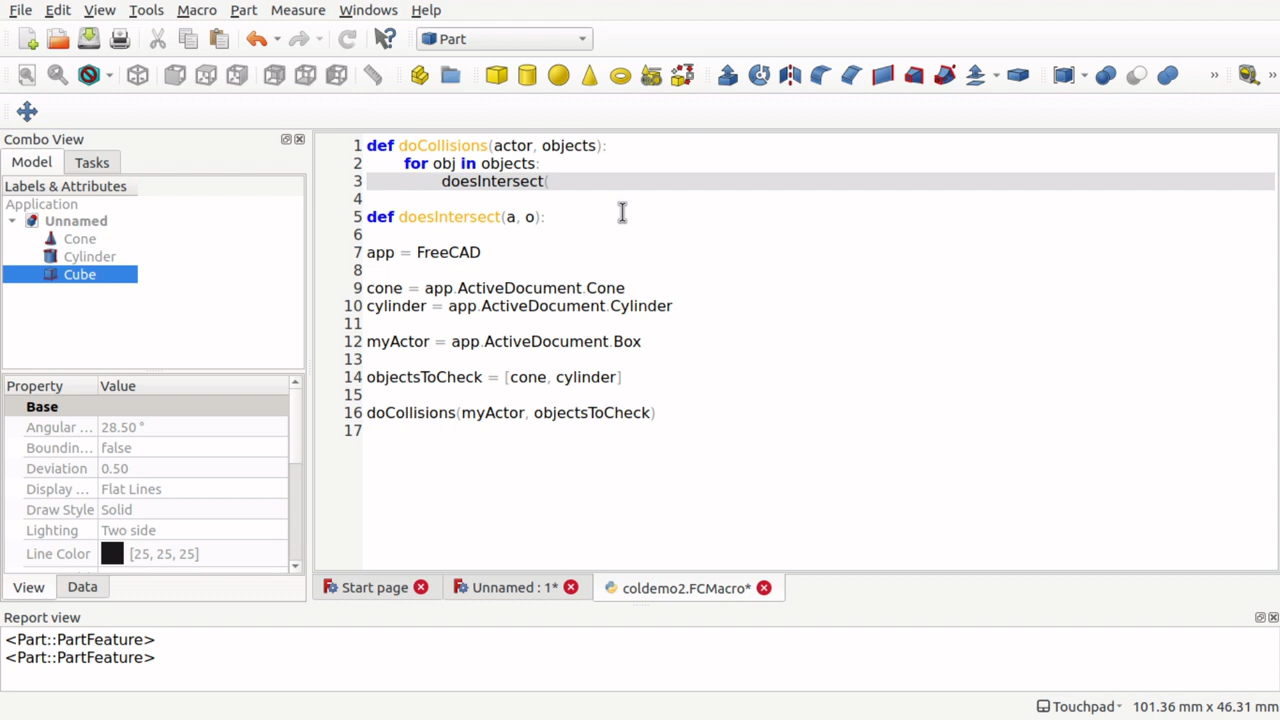 File Edit View Tools Macro Part Measure Windows Help
Part
Combo View
Model Tasks
Labels & Attributes
Application
Unnamed
Cone
Cylinder
Cube
Property Value
Base
Angular ... 28.50 °
Boundin... false
Deviation 0.50
Display ... Flat Lines
Draw Style Solid
Lighting Two side
Line Color [25, 25, 25]
View Data
1 def doCollisions(actor, objects):
2 for obj in objects:
3 doesIntersect(
4
5 def doesIntersect(a, o):
6
7 app = FreeCAD
8
9 cone = app.ActiveDocument.Cone
10 cylinder = app.ActiveDocument.Cylinder
11
12 myActor = app.ActiveDocument.Box
13
14 objectsToCheck = [cone, cylinder]
15
16 doCollisions(myActor, objectsToCheck)
17
Start page Unnamed : 1* coldemo2.FCMacro*
Report view
<Part::PartFeature>
<Part::PartFeature>
Touchpad 101.36 mm x 46.31 mm